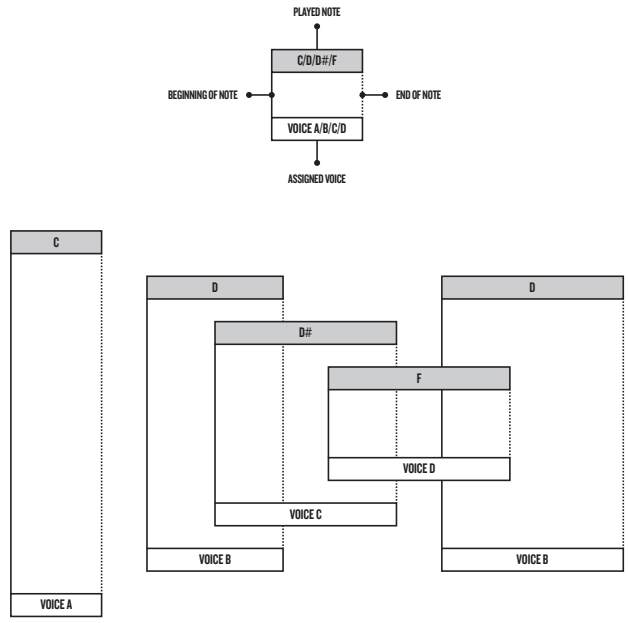 PLAYED NOTE
C/D/D#/F
BEGINNING OF NOTE
END OF NOTE
VOICE A/B/C/D
ASSIGNED VOICE
C
D
D
D#
F
VOICE D
VOICE C
VOICE B
VOICE B
VOICE A